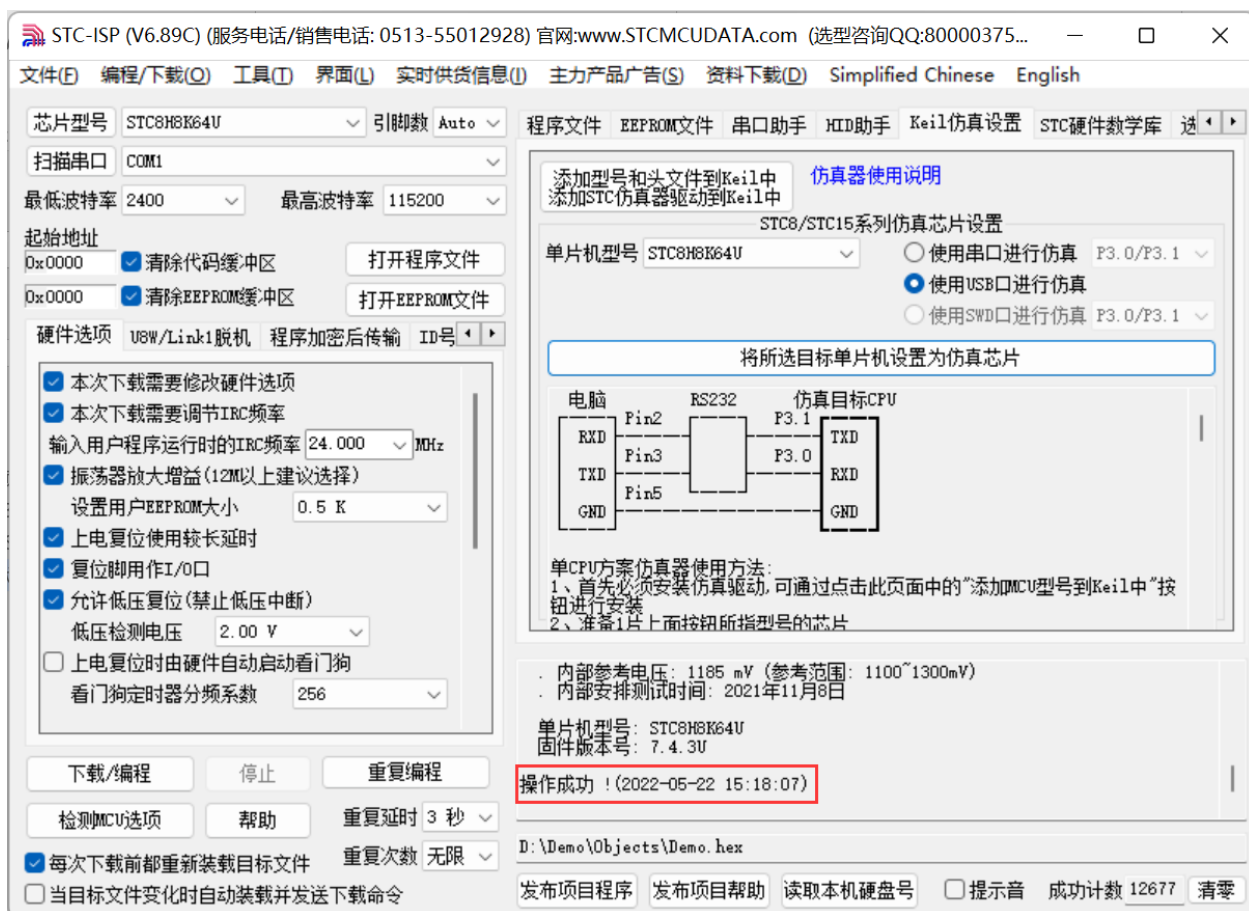 STC-ISP (V6.89C) (服务电话/销售电话: 0513-55012928) 官网:www.STCMCUDATA.com (选型咨询QQ:80000375...
文件(F) 编程/下载(O) 工具(T) 界面(L) 实时供货信息(I) 主力产品广告(S) 资料下载(D) Simplified Chinese English
芯片型号 STC8H8K64U 引脚数 Auto
扫描串口 COM1
最低波特率 2400 最高波特率 115200
起始地址
0x0000 清除代码缓冲区 打开程序文件
0x0000 清除EEPROM缓冲区 打开EEPROM文件
硬件选项 U8W/Link1脱机 程序加密后传输 ID号
本次下载需要修改硬件选项
本次下载需要调节IRC频率
输入用户程序运行时的IRC频率 24.000 MHz
振荡器放大增益(12M以上建议选择)
设置用户EEPROM大小 0.5 K
上电复位使用较长延时
复位脚用作I/O口
允许低压复位(禁止低压中断)
低压检测电压 2.00 V
上电复位时由硬件自动启动看门狗
看门狗定时器分频系数 256
下载/编程 停止 重复编程
检测MCU选项 帮助 重复延时 3 秒
每次下载前都重新装载目标文件 重复次数 无限
当目标文件变化时自动装载并发送下载命令
程序文件 EEPROM文件 串口助手 HID助手 Keil仿真设置 STC硬件数学库 选
添加型号和头文件到Keil中
添加STC仿真器驱动到Keil中
仿真器使用说明
STC8/STC15系列仿真芯片设置
单片机型号 STC8H8K64U 使用串口进行仿真 P3.0/P3.1
使用USB口进行仿真
使用SWD口进行仿真 P3.0/P3.1
将所选目标单片机设置为仿真芯片
电脑 RS232 仿真目标CPU
Pin2 P3.1
RXD TXD
Pin3 P3.0
TXD RXD
Pin5
GND GND
单CPU方案仿真器使用方法:
1、首先必须安装仿真驱动,可通过点击此页面中的"添加MCU型号到Keil中"按
钮进行安装
2、准备1片上面按钮所指型号的芯片
. 内部参考电压: 1185 mV (参考范围: 1100~1300mV)
. 内部安排测试时间: 2021年11月8日
单片机型号: STC8H8K64U
固件版本号: 7.4.3U
操作成功 !(2022-05-22 15:18:07)
D:\Demo\Objects\Demo.hex
发布项目程序 发布项目帮助 读取本机硬盘号 提示音 成功计数 12677 清零